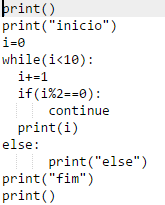 print()
print("inicio")
i=0
while(i<10):
  i+=1
  if(i%2==0):
      continue
  print(i)
else:
      print("else")
print("fim")
print()